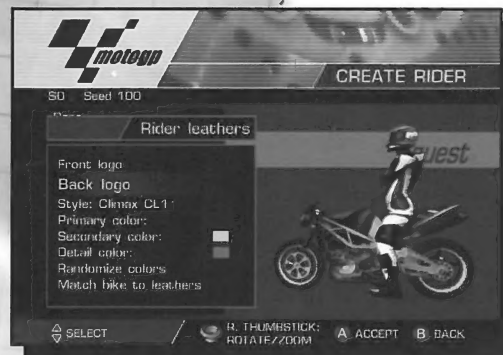 motogp
CREATE RIDER
SO Seed 100
Rider leathers
Front logo
Back logo
Style: Climax CL1
Primary color:
Secondary color:
Detail color:
Randomize colors
Match bike to leathers
uest
SELECT
R. THUMBSTICK:
ROTATE/ZOOM
A ACCEPT
B BACK